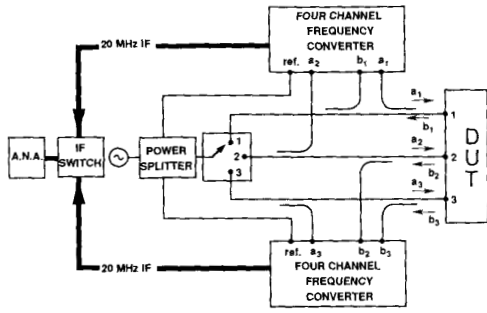 FOUR CHANNEL
FREQUENCY
CONVERTER
20 MHz IF
ref. a2 b1 a1
a1
1
b1
A.N.A.
IF
SWITCH
POWER
SPLITTER
1
2
3
a2
2
b2
a3
3
b3
D
U
T
ref. a3 b2 b3
20 MHz IF
FOUR CHANNEL
FREQUENCY
CONVERTER